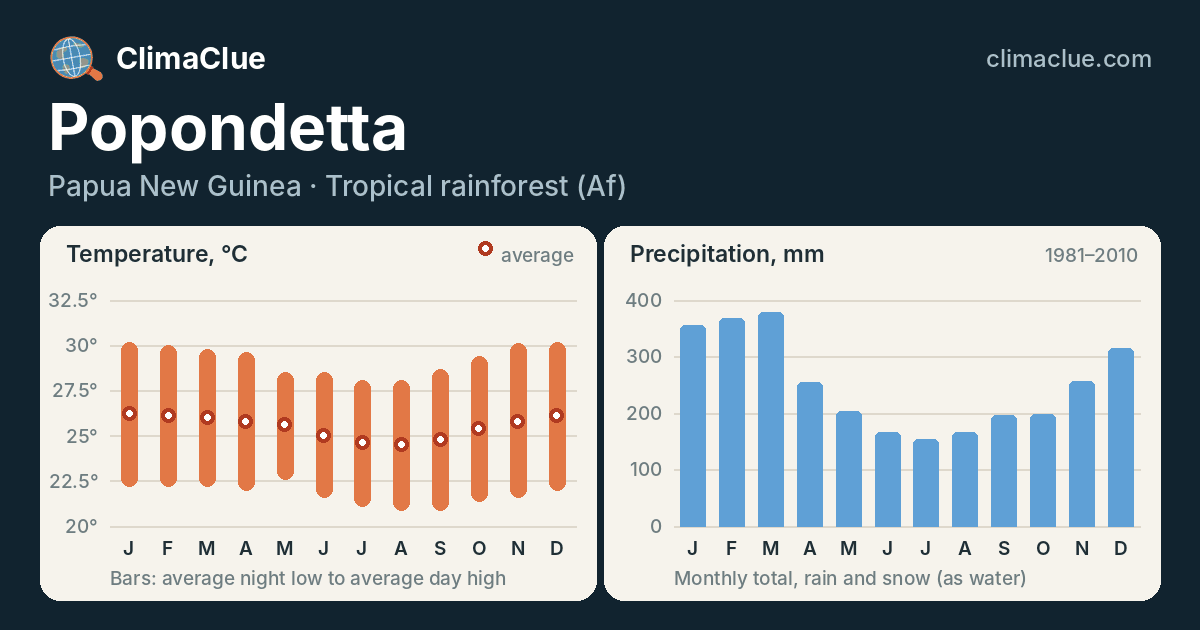 ClimaClue
climaclue.com
Popondetta
Papua New Guinea · Tropical rainforest (Af)
Temperature, °C
average
32.5°
30°
27.5°
25°
22.5°
20°
J F M A M J J A S O N D
Bars: average night low to average day high
Precipitation, mm
1981–2010
400
300
200
100
0
J F M A M J J A S O N D
Monthly total, rain and snow (as water)